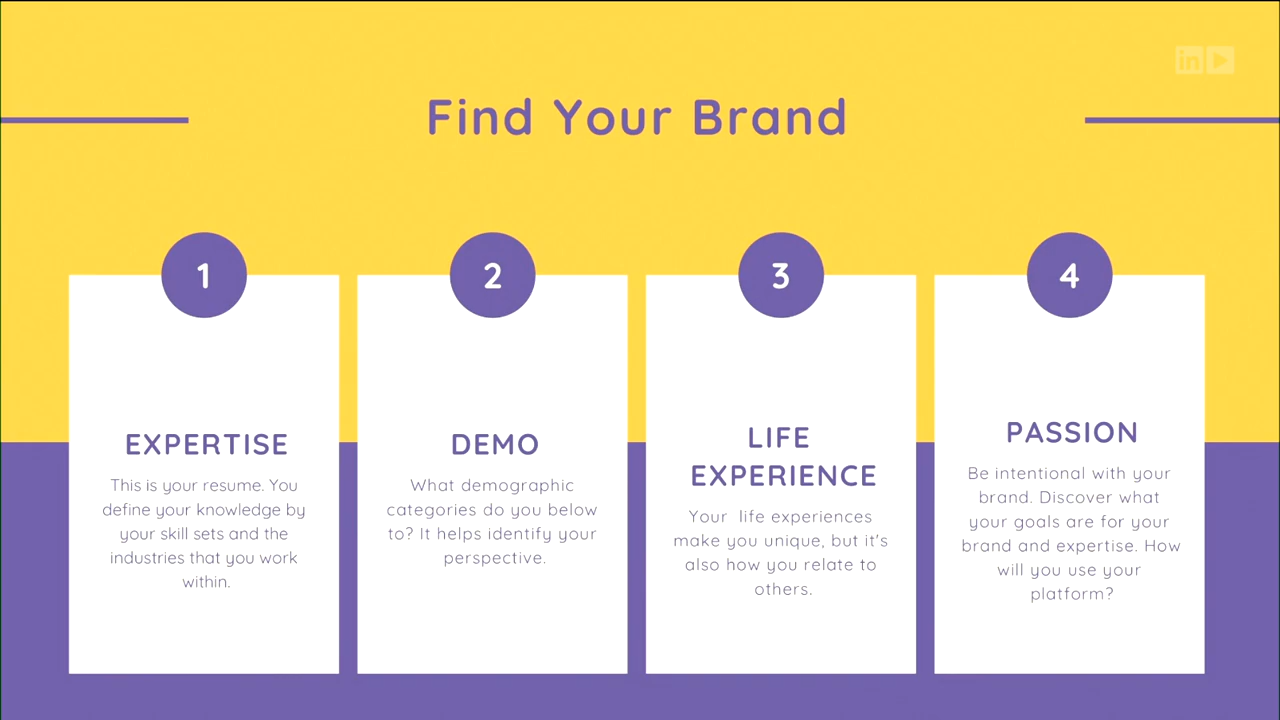 in
Find Your Brand
1
EXPERTISE
This is your resume. You
define your knowledge by
your skill sets and the
industries that you work
within.
2
DEMO
What demographic
categories do you below
to? It helps identify your
perspective.
3
LIFE
EXPERIENCE
Your  life experiences
make you unique, but it's
also how you relate to
others.
4
PASSION
Be intentional with your
brand. Discover what
your goals are for your
brand and expertise. How
will you use your
platform?